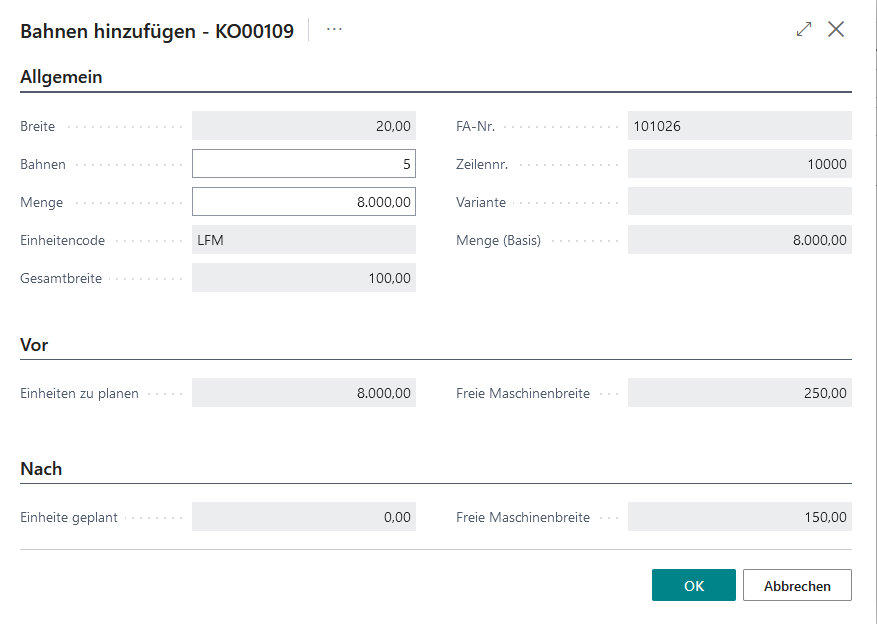 Bahnen hinzufügen - KO00109 ...
Allgemein
Breite 20,00 FA-Nr. 101026
Bahnen 5 Zeilennr. 10000
Menge 8.000,00 Variante
Einheitencode LFM Menge (Basis) 8.000,00
Gesamtbreite 100,00
Vor
Einheiten zu planen 8.000,00 Freie Maschinenbreite 250,00
Nach
Einheite geplant 0,00 Freie Maschinenbreite 150,00
OK Abbrechen